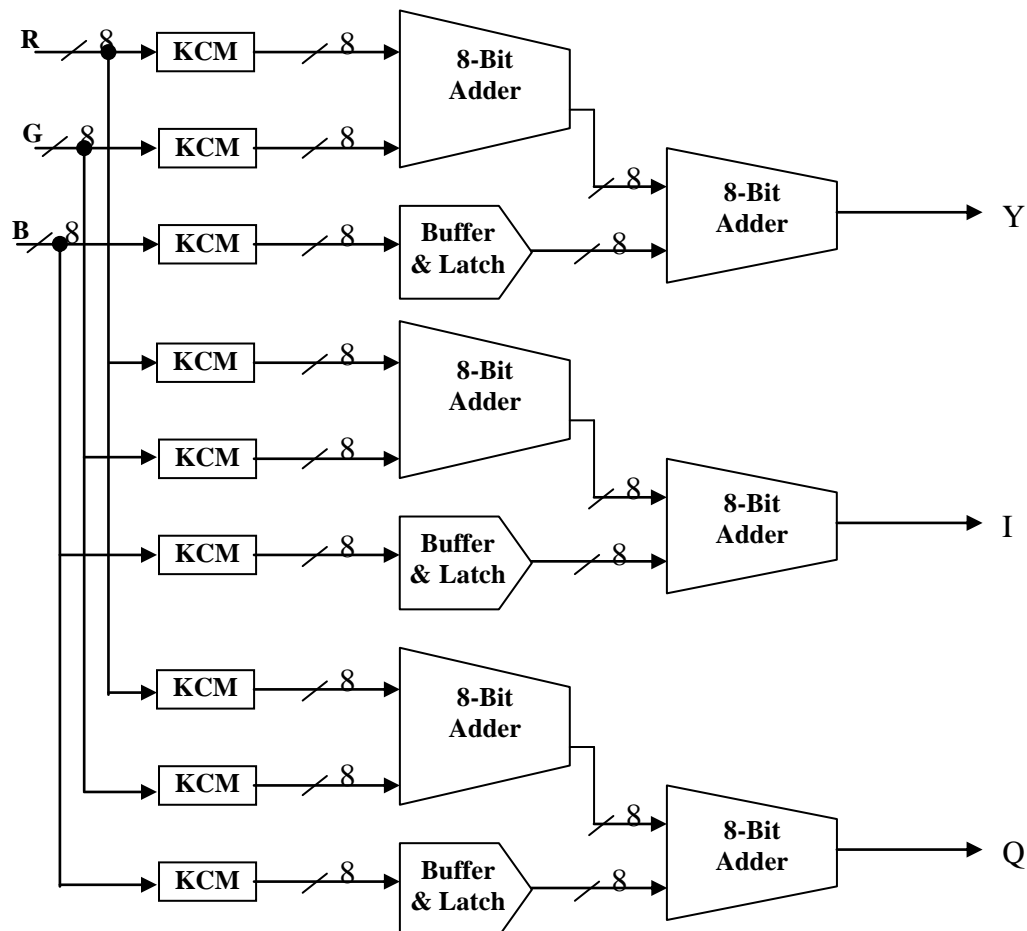 R 8 KCM 8 8-Bit
Adder
G 8 KCM 8
8 8-Bit
Adder Y
B 8 KCM 8 Buffer
& Latch 8
KCM 8 8-Bit
Adder
KCM 8
8 8-Bit
Adder I
KCM 8 Buffer
& Latch 8
KCM 8 8-Bit
Adder
KCM 8
8 8-Bit
Adder Q
KCM 8 Buffer
& Latch 8